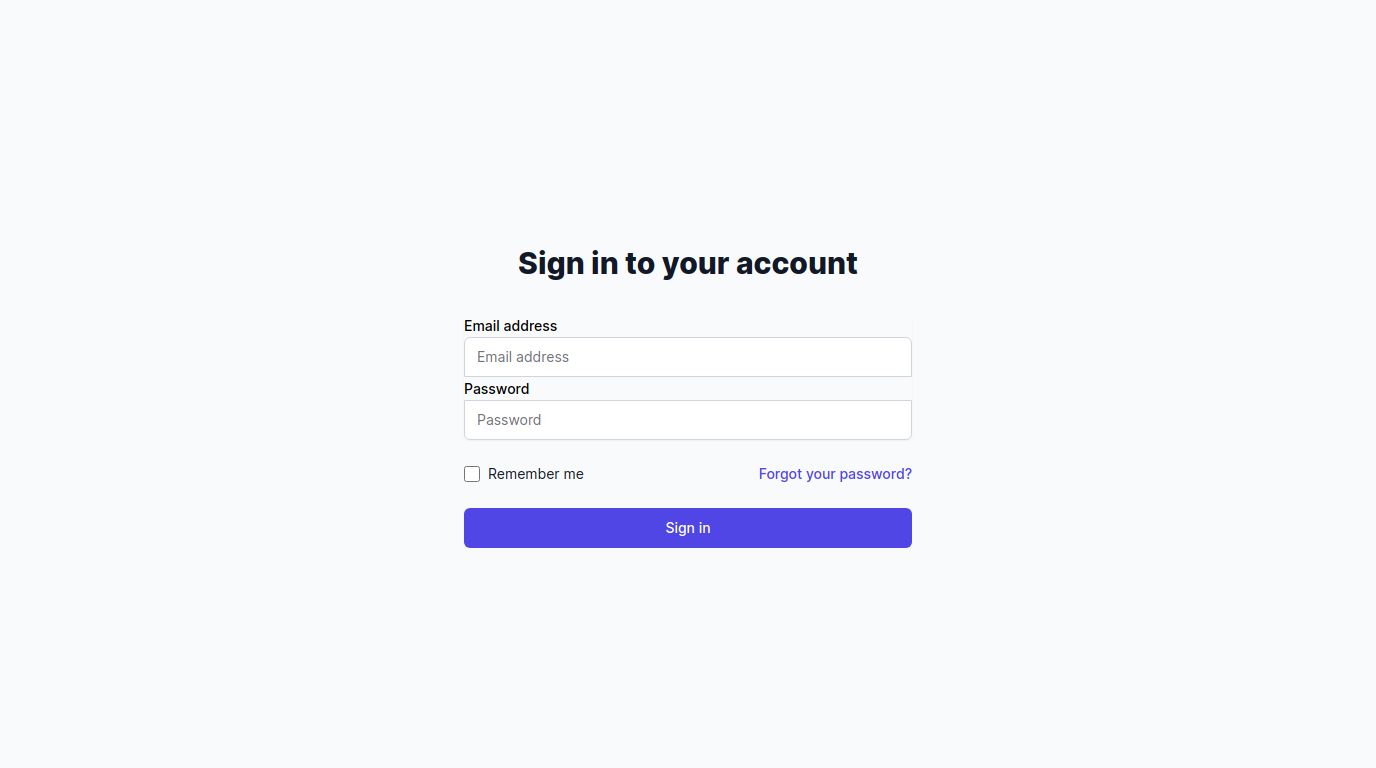 Sign in to your account
Email address
Email address
Password
Password
Remember me
Forgot your password?
Sign in